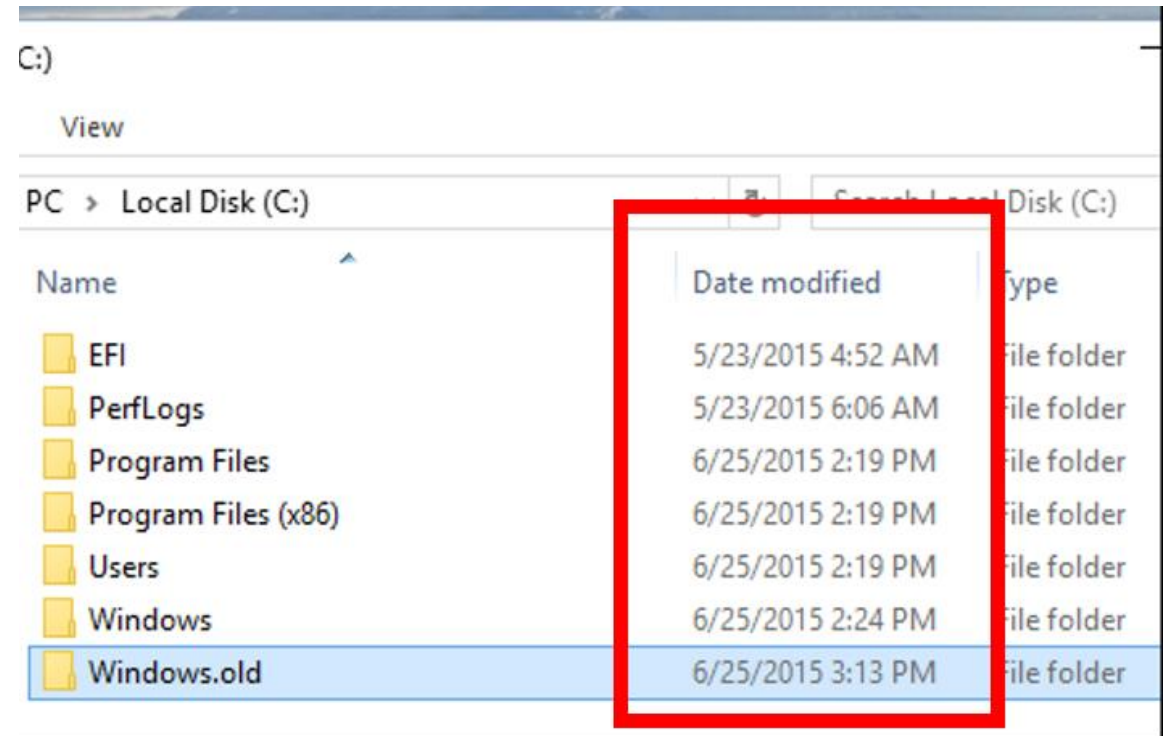 C:)
View
PC > Local Disk (C:)
Search Local Disk (C:)
Name Date modified Type
EFI 5/23/2015 4:52 AM File folder
PerfLogs 5/23/2015 6:06 AM File folder
Program Files 6/25/2015 2:19 PM File folder
Program Files (x86) 6/25/2015 2:19 PM File folder
Users 6/25/2015 2:19 PM File folder
Windows 6/25/2015 2:24 PM File folder
Windows.old 6/25/2015 3:13 PM File folder